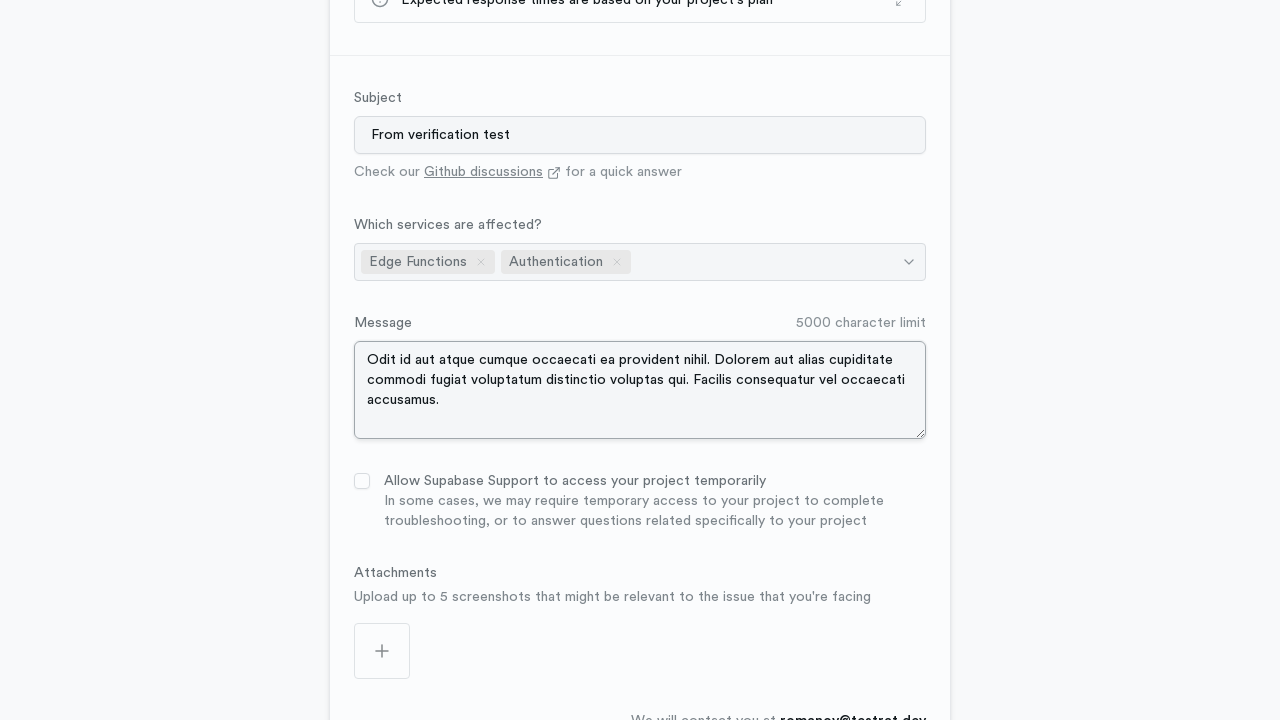 Expected response times are based on your project's plan
Subject
From verification test
Check our Github discussions for a quick answer
Which services are affected?
Edge Functions Authentication
Message 5000 character limit
Odit id aut atque cumque occaecati ea provident nihil. Dolorem aut alias cupiditate
commodi fugiat voluptatum distinctio voluptas qui. Facilis consequatur vel occaecati
accusamus.
Allow Supabase Support to access your project temporarily
In some cases, we may require temporary access to your project to complete
troubleshooting, or to answer questions related specifically to your project
Attachments
Upload up to 5 screenshots that might be relevant to the issue that you're facing
We will contact you at romanov@testrat.dev